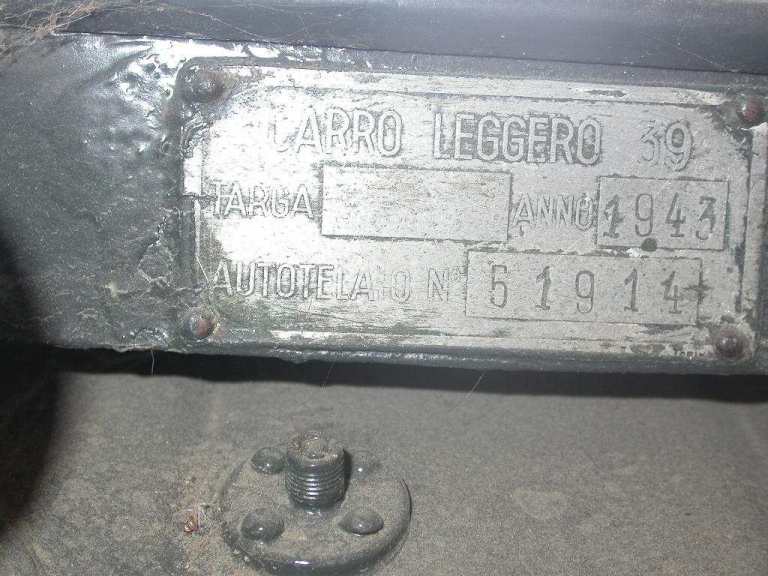 CARRO LEGGERO 39
TARGA ANNO 1943
AUTOTELAIO N° 51914